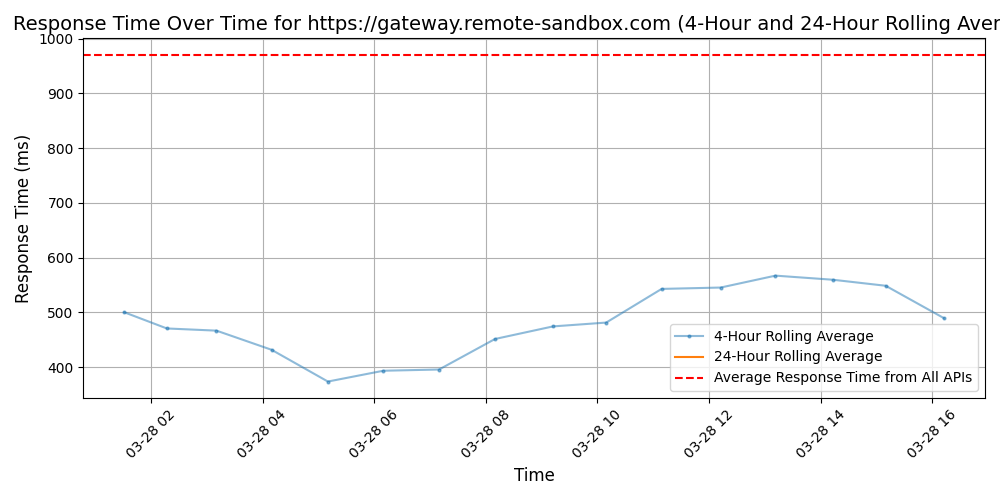 Response Time Over Time for https://gateway.remote-sandbox.com (4-Hour and 24-Hour Rolling Aver
1000
900
800
700
600
500
400
Response Time (ms)
4-Hour Rolling Average
24-Hour Rolling Average
Average Response Time from All APIs
03-28 02
03-28 04
03-28 06
03-28 08
03-28 10
03-28 12
03-28 14
03-28 16
Time